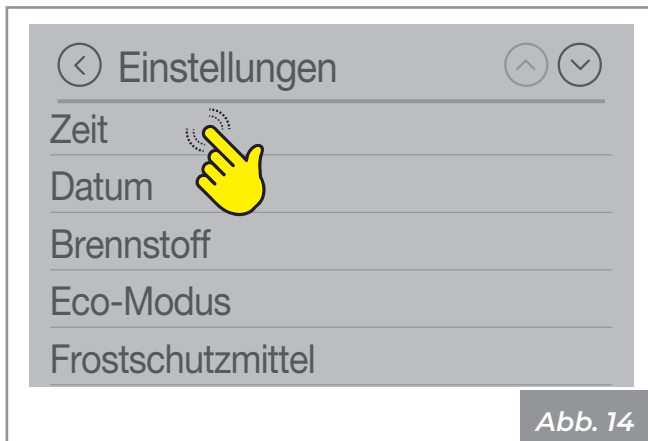 Einstellungen
Zeit
Datum
Brennstoff
Eco-Modus
Frostschutzmittel
Abb. 14